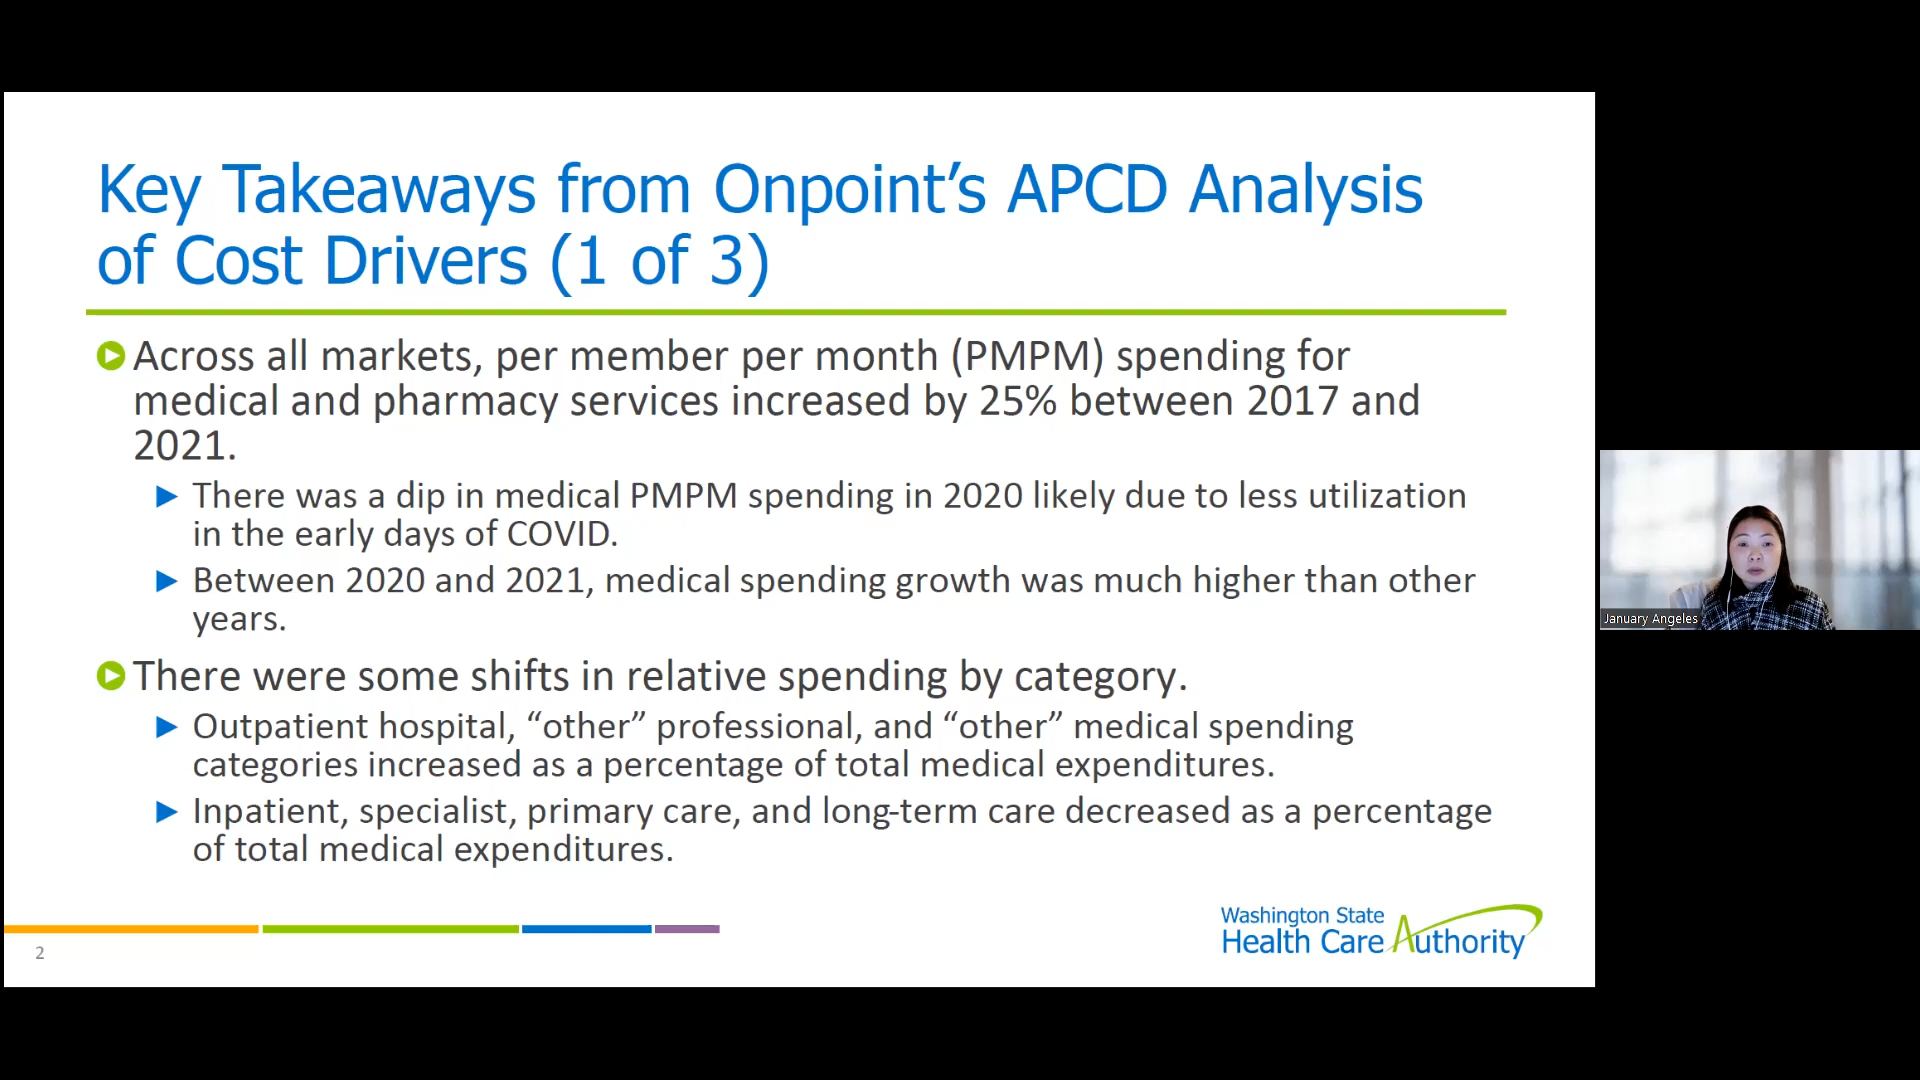 Key Takeaways from Onpoint’s APCD Analysis
of Cost Drivers (1 of 3)
Across all markets, per member per month (PMPM) spending for
medical and pharmacy services increased by 25% between 2017 and
2021.
There was a dip in medical PMPM spending in 2020 likely due to less utilization
in the early days of COVID.
Between 2020 and 2021, medical spending growth was much higher than other
years.
There were some shifts in relative spending by category.
Outpatient hospital, “other” professional, and “other” medical spending
categories increased as a percentage of total medical expenditures.
Inpatient, specialist, primary care, and long-term care decreased as a percentage
of total medical expenditures.
2
Washington State
Health Care Authority
January Angeles